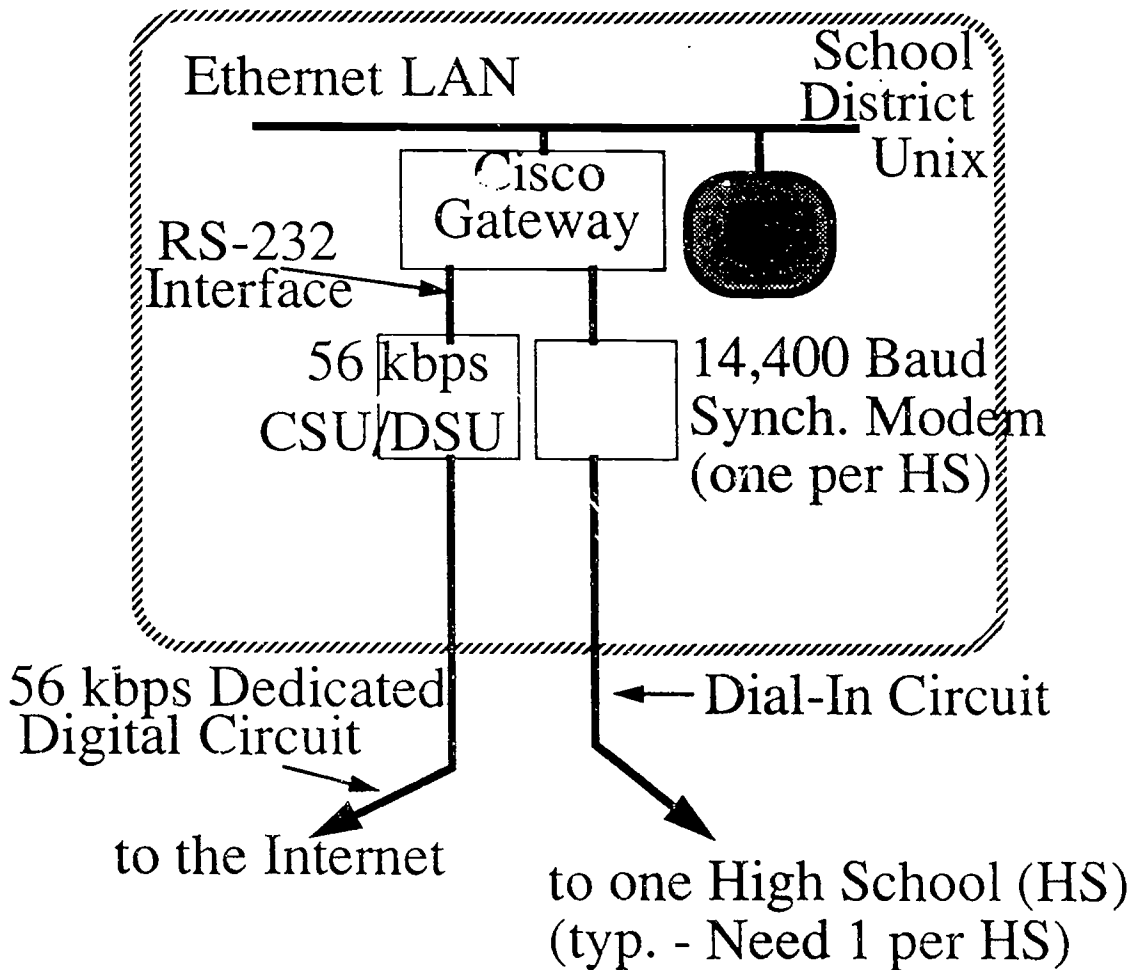 Ethernet LAN
School
District
Unix
Cisco
Gateway
RS-232
Interface
56 kbps
CSU/DSU
14,400 Baud
Synch. Modem
(one per HS)
56 kbps Dedicated
Digital Circuit
Dial-In Circuit
to the Internet
to one High School (HS)
(typ. - Need 1 per HS)